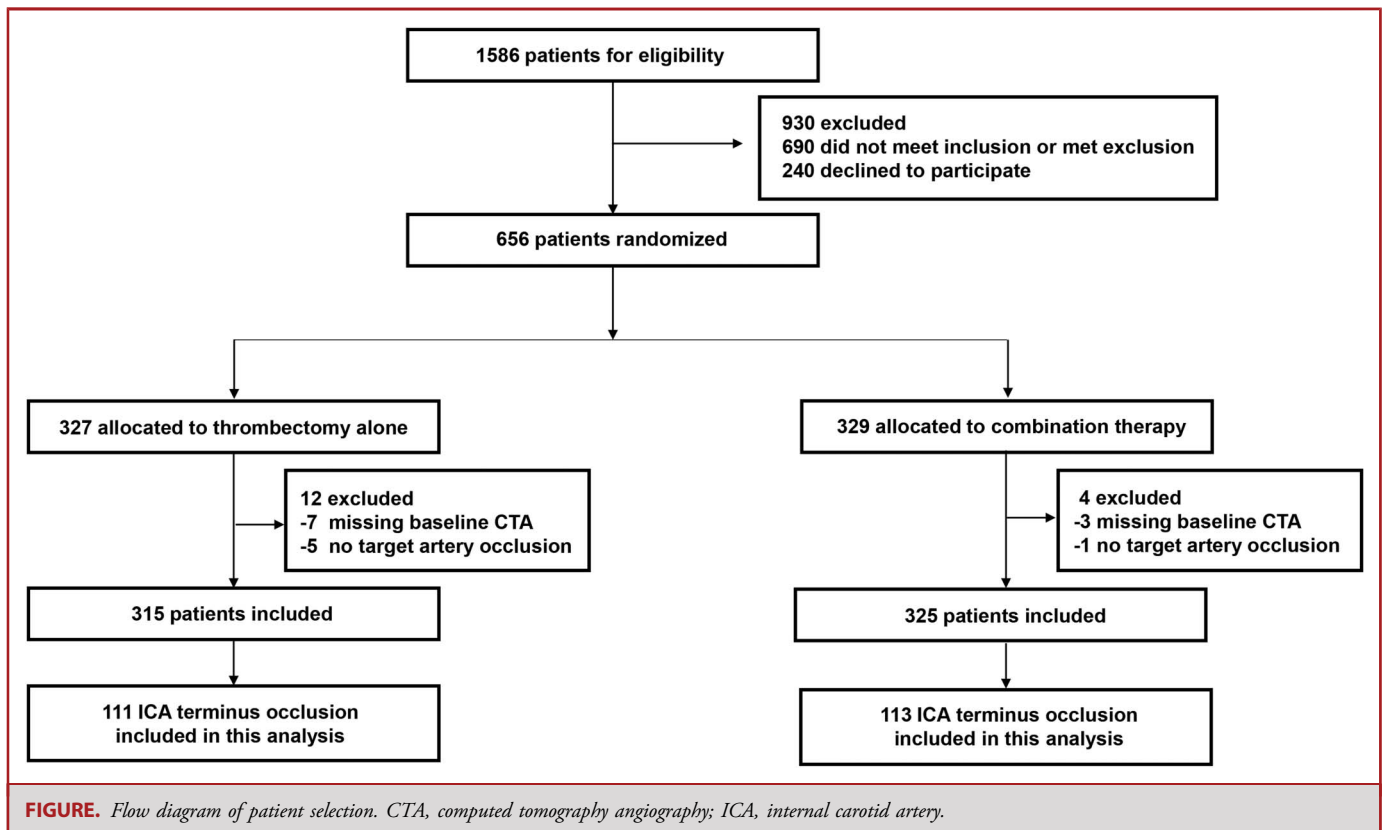 1586 patients for eligibility
930 excluded
690 did not meet inclusion or met exclusion
240 declined to participate
656 patients randomized
327 allocated to thrombectomy alone
329 allocated to combination therapy
12 excluded
-7 missing baseline CTA
-5 no target artery occlusion
4 excluded
-3 missing baseline CTA
-1 no target artery occlusion
315 patients included
325 patients included
111 ICA terminus occlusion
included in this analysis
113 ICA terminus occlusion
included in this analysis
FIGURE. Flow diagram of patient selection. CTA, computed tomography angiography; ICA, internal carotid artery.